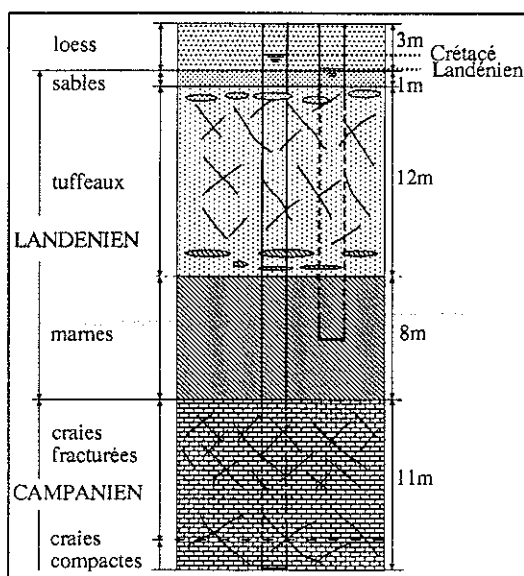 loess
3m
Crétacé
Landénien
sables
1m
tuffeaux
12m
LANDENIEN
marnes
8m
craies
fracturées
11m
CAMPANIEN
craies
compactes